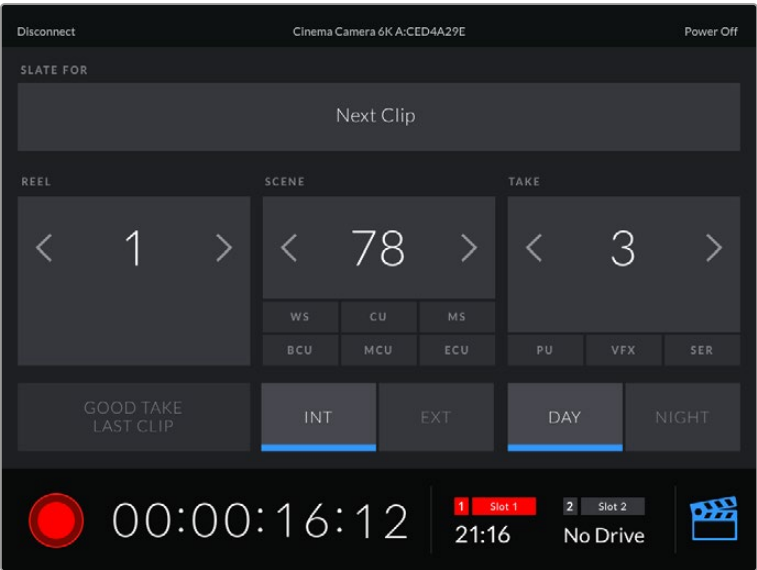 Disconnect
Cinema Camera 6K A:CED4A29E
Power Off
SLATE FOR
Next Clip
REEL
SCENE
TAKE
1
78
3
WS
CU
MS
BCU
MCU
ECU
PU
VFX
SER
GOOD TAKE
LAST CLIP
INT
EXT
DAY
NIGHT
00:00:16:12
1 Slot 1
21:16
2 Slot 2
No Drive